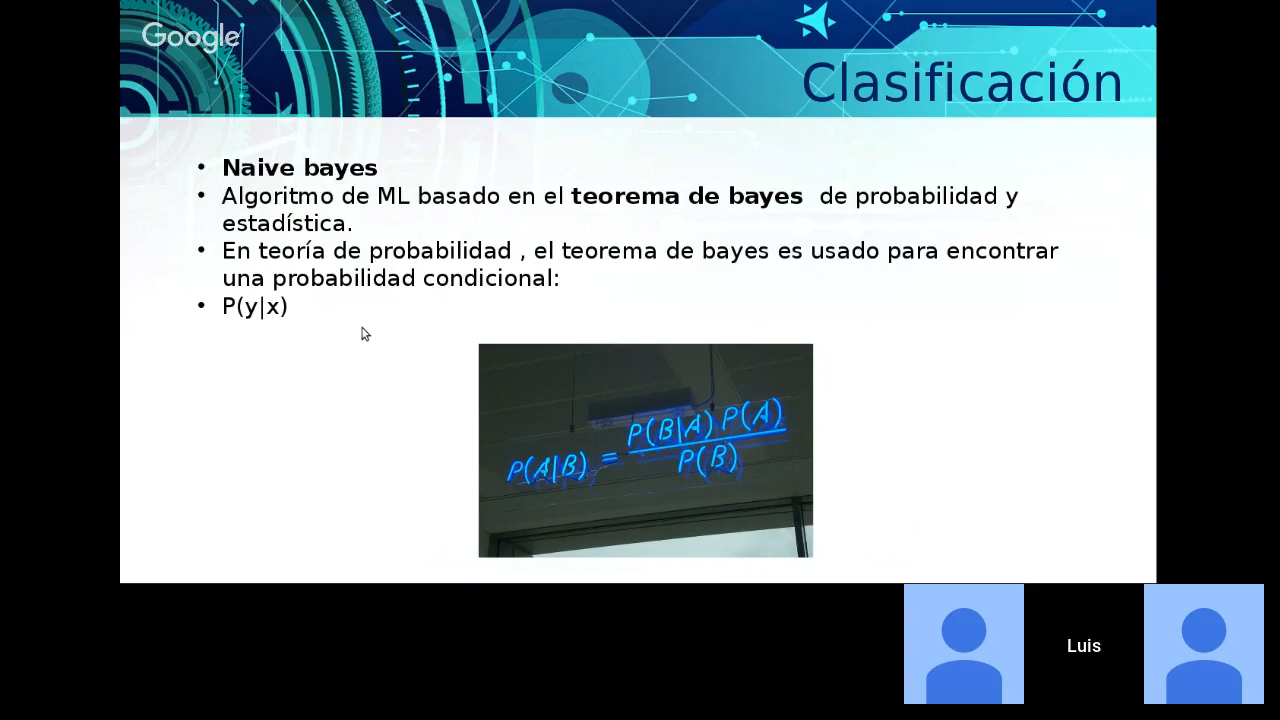 Google
Clasificación
• Naive bayes
• Algoritmo de ML basado en el teorema de bayes  de probabilidad y
estadística.
• En teoría de probabilidad , el teorema de bayes es usado para encontrar
una probabilidad condicional:
• P(y|x)
P(A|B) = P(B|A) P(A)
P(B)
Luis